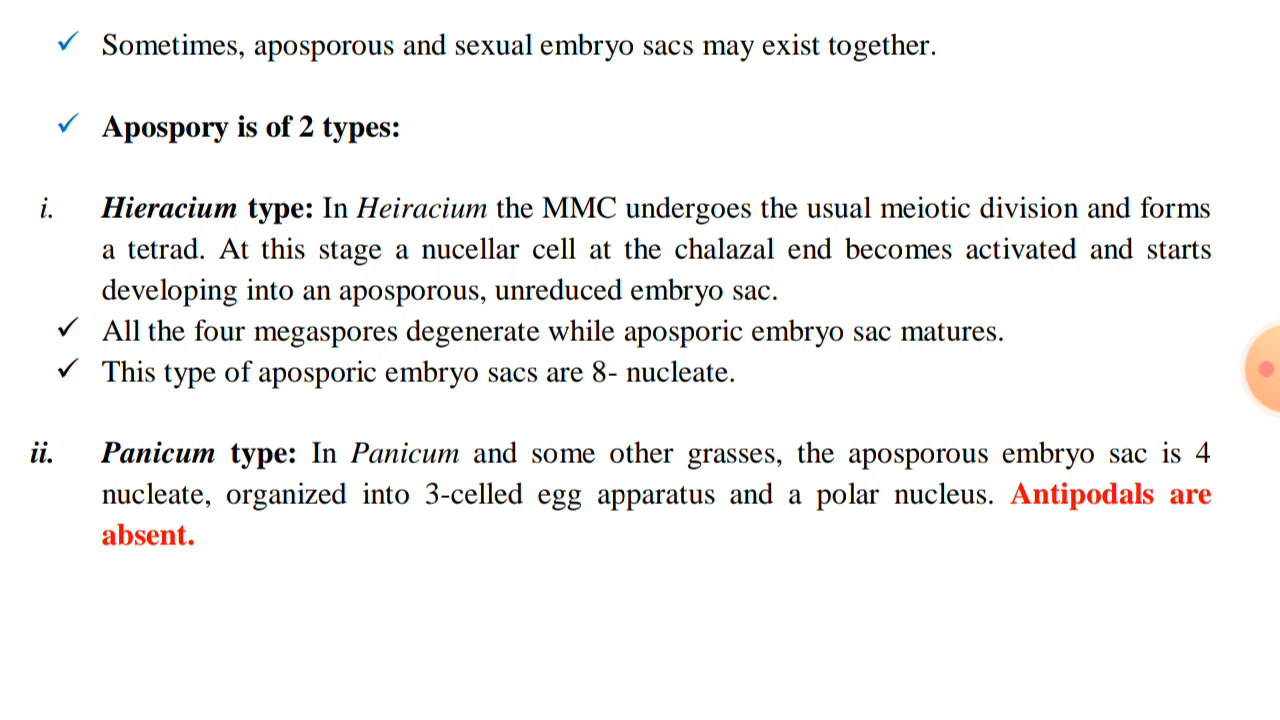 ✓ Sometimes, aposporous and sexual embryo sacs may exist together.
✓ Apospory is of 2 types:
i. Hieracium type: In Heiracium the MMC undergoes the usual meiotic division and forms
a tetrad. At this stage a nucellar cell at the chalazal end becomes activated and starts
developing into an aposporous, unreduced embryo sac.
✓ All the four megaspores degenerate while aposporic embryo sac matures.
✓ This type of aposporic embryo sacs are 8- nucleate.
ii. Panicum type: In Panicum and some other grasses, the aposporous embryo sac is 4
nucleate, organized into 3-celled egg apparatus and a polar nucleus. Antipodals are
absent.